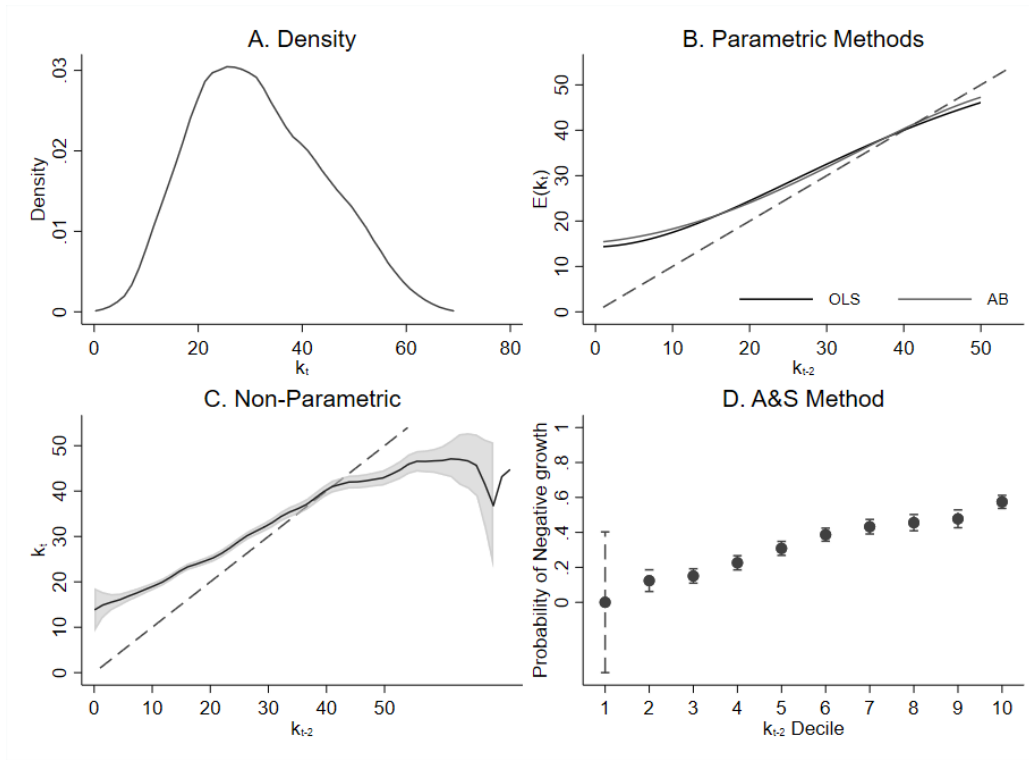 A. Density
Density
0
.01
.02
.03
0 20 40 60 80
kₜ
B. Parametric Methods
E(kₜ)
0
10
20
30
40
50
OLS AB
0 10 20 30 40 50
kₜ₋₂
C. Non-Parametric
kₜ
0
10
20
30
40
50
0 10 20 30 40 50
kₜ₋₂
D. A&S Method
Probability of Negative growth
0
.2
.4
.6
.8
1
1 2 3 4 5 6 7 8 9 10
kₜ₋₂ Decile